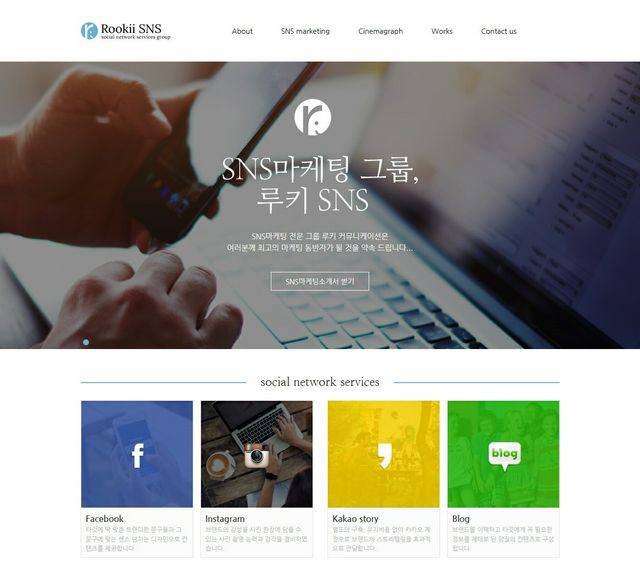 Rookii SNS
social network services group
About
SNS marketing
Cinemagraph
Works
Contact us
SNS마케팅 그룹,
루키 SNS
SNS마케팅 전문 그룹 루키 커뮤니케이션은
여러분께 최고의 마케팅 동반자가 될 것을 약속 드립니다...
SNS마케팅소개서 받기
social network services
blog
Facebook
타겟에 딱 맞춘 트렌디한 문구들과 그
문구에 맞는 센스 넘치는 디자인으로 컨
텐츠를 제공합니다.
Instagram
브랜드의 감성을 사진 한장에 담을 수
있는 사진 촬영 능력과 감각을 겸비하였
습니다.
Kakao story
별도의 구축, 유지비용 없이 카카오 계
정으로 브랜드의 스토리텔링을 효과적
으로 전달합니다.
Blog
브랜드를 이해하고 타겟에게 꼭 필요한
정보를 제대로 된 양질의 컨텐츠로 구성
합니다.